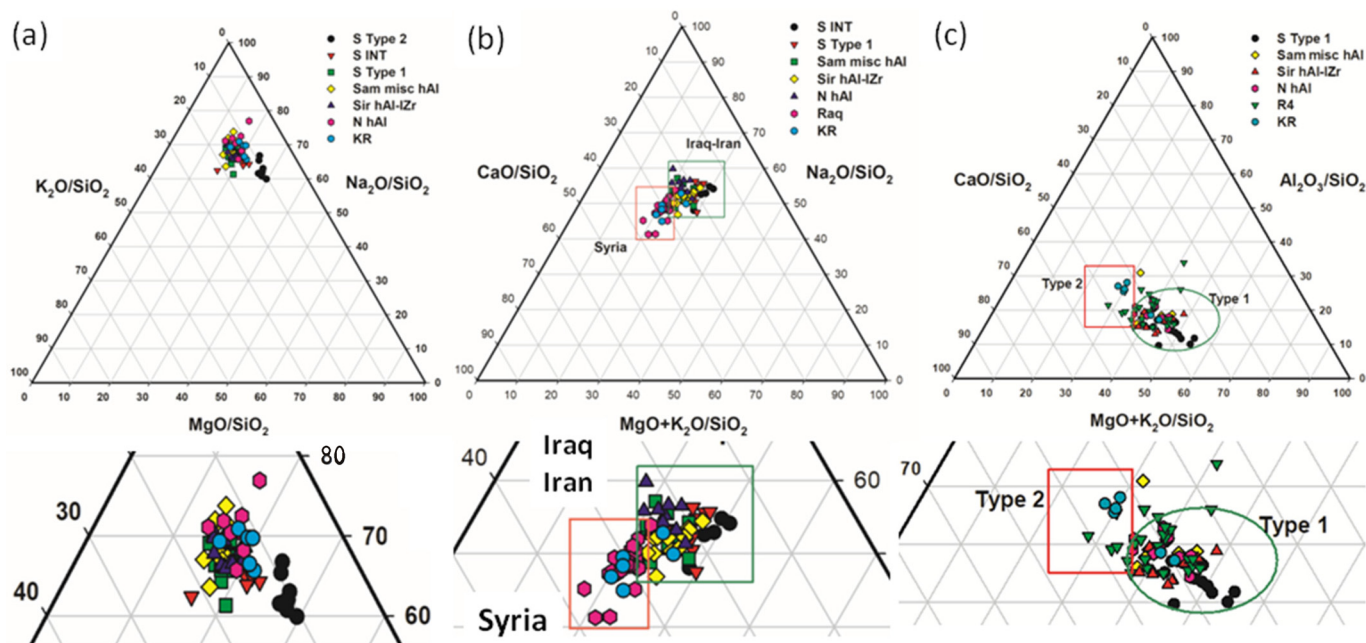 (a)
S Type 2
S INT
S Type 1
Sam misc hAl
Sir hAl-lZr
N hAl
KR
0 100
10 90
20 80
30 70
40 60
50 50
60 40
70 30
80 20
90 10
100 0
0 10 20 30 40 50 60 70 80 90 100
K2O/SiO2
Na2O/SiO2
MgO/SiO2
80
30
70
40
60
(b)
S INT
S Type 1
Sam misc hAl
Sir hAl-lZr
N hAl
Raq
KR
0 100
10 90
20 80
30 70
40 60
50 50
60 40
70 30
80 20
90 10
100 0
0 10 20 30 40 50 60 70 80 90 100
Iraq-Iran
Syria
CaO/SiO2
Na2O/SiO2
MgO+K2O/SiO2
40
Iraq
Iran
60
Syria
(c)
S Type 1
Sam misc hAl
Sir hAl-lZr
N hAl
R4
KR
0 100
10 90
20 80
30 70
40 60
50 50
60 40
70 30
80 20
90 10
100 0
0 10 20 30 40 50 60 70 80 90 100
CaO/SiO2
Al2O3/SiO2
Type 2
Type 1
MgO+K2O/SiO2
70
30
Type 2
Type 1